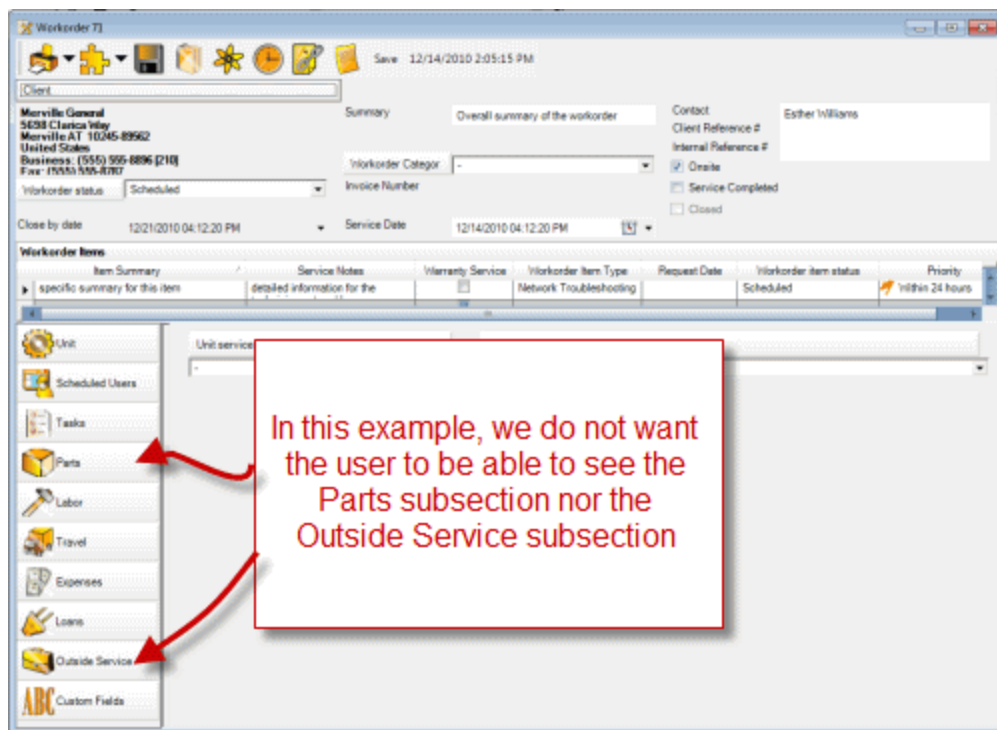 Workorder 71
Save 12/14/2010 2:05:15 PM
Client
Merville General
5698 Clarica Way
Merville AT 10245-89562
United States
Business: (555) 555-8896 [210]
Fax: (555) 555-8787
Summary
Overall summary of the workorder
Contact
Esther Williams
Client Reference #
Internal Reference #
Workorder Categor -
Onsite
Workorder status Scheduled
Invoice Number
Service Completed
Closed
Close by date 12/21/2010 04:12:20 PM
Service Date 12/14/2010 04:12:20 PM
Workorder Items
Item Summary Service Notes Warranty Service Workorder Item Type Request Date Workorder item status Priority
specific summary for this item detailed information for the Network Troubleshooting Scheduled Within 24 hours
Unit
Unit service
-
Scheduled Users
Tasks
Parts
Labor
Travel
Expenses
Loans
Outside Service
ABC Custom Fields
In this example, we do not want
the user to be able to see the
Parts subsection nor the
Outside Service subsection